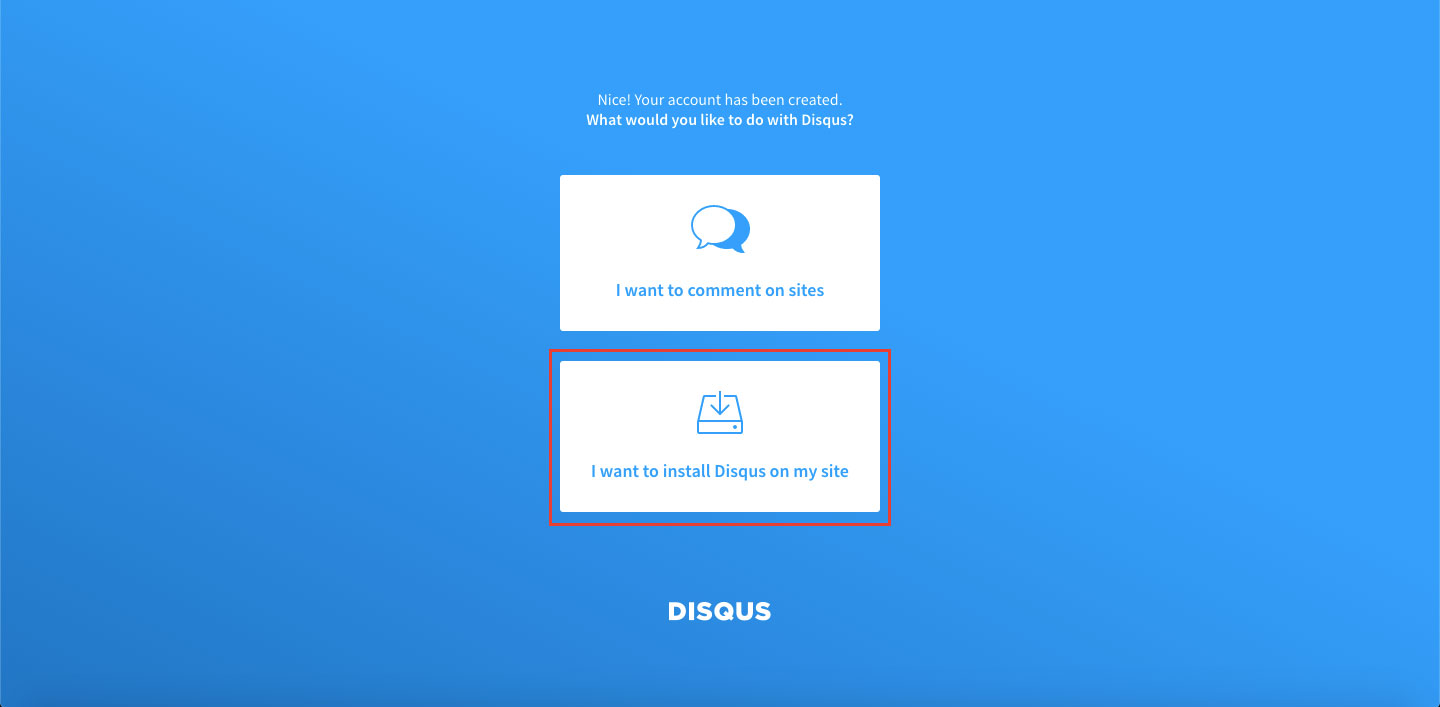 Nice! Your account has been created.
What would you like to do with Disqus?
I want to comment on sites
I want to install Disqus on my site
DISQUS